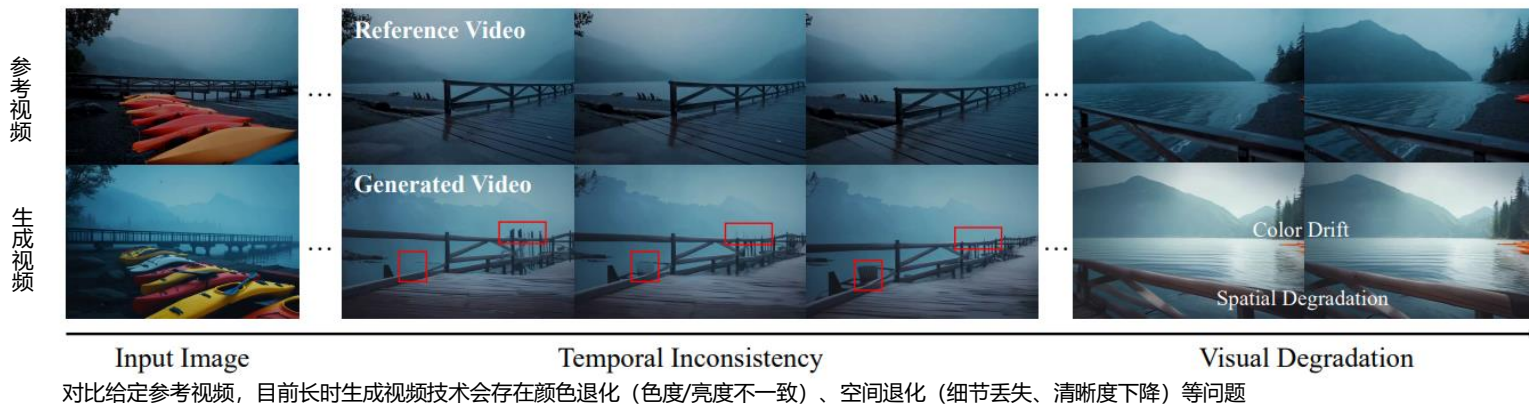 参考视频
Reference Video
...
...
生成视频
Generated Video
...
...
Color Drift
Spatial Degradation
Input Image
Temporal Inconsistency
Visual Degradation
对比给定参考视频，目前长时生成视频技术会存在颜色退化（色度/亮度不一致）、空间退化（细节丢失、清晰度下降）等问题